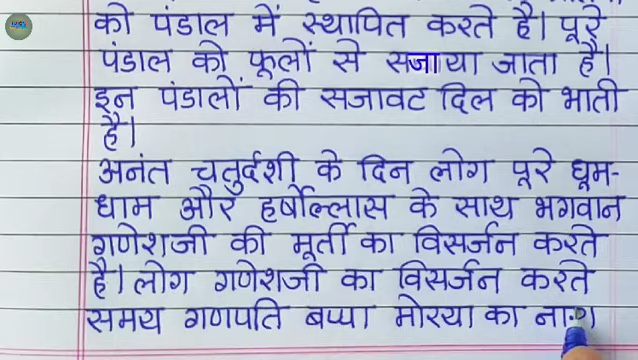 को पंडाल में स्थापित करते है। पूरे
पंडाल को फूलों से सजाया जाता है।
इन पंडालों की सजावट दिल को भाती
है।
अनंत चतुर्दशी के दिन लोग पूरे धूम-
धाम और हर्षोल्लास के साथ भगवान
गणेशजी की मूर्ती का विसर्जन करते
है। लोग गणेशजी का विसर्जन करते
समय गणपति बप्पा मोरया का